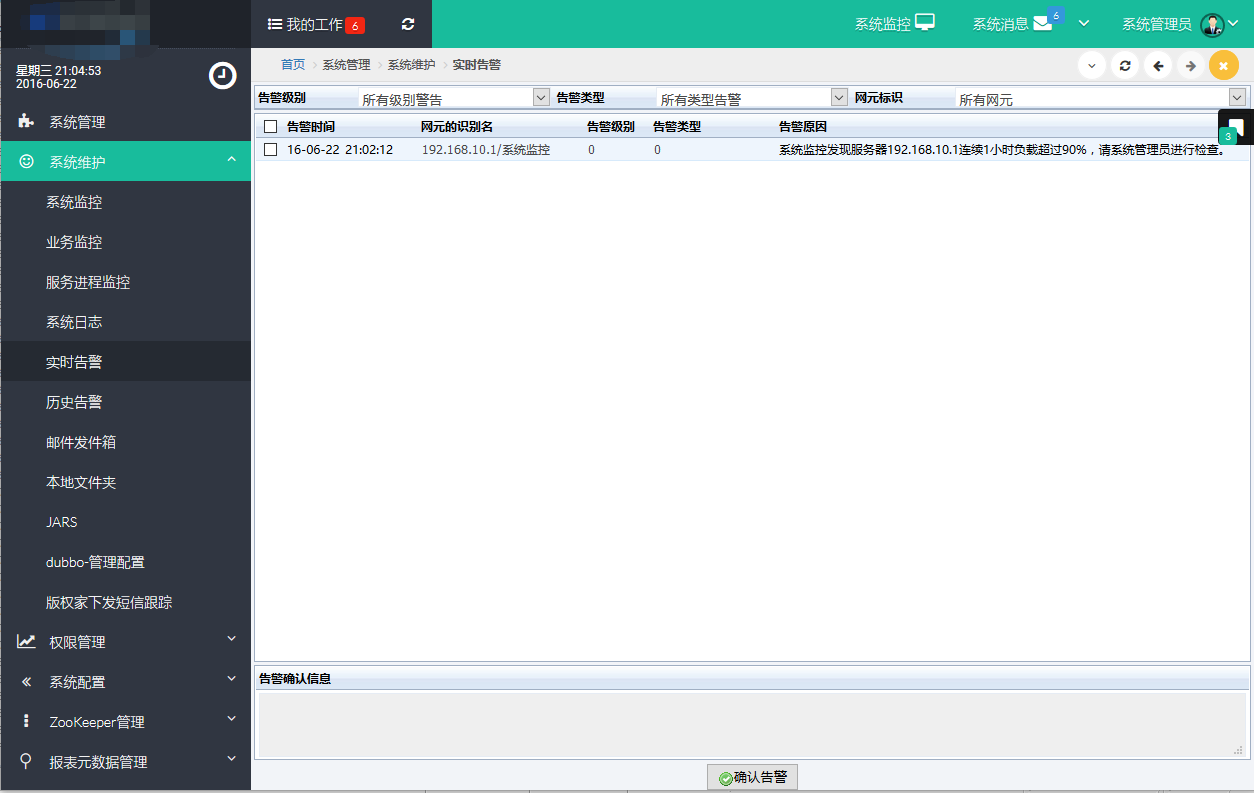 我的工作 6
系统监控
系统消息 6
系统管理员
星期三 21:04:53
2016-06-22
首页 系统管理 系统维护 实时告警
告警级别 所有级别警告 告警类型 所有类型告警 网元标识 所有网元
告警时间 网元的识别名 告警级别 告警类型 告警原因
16-06-22 21:02:12 192.168.10.1/系统监控 0 0 系统监控发现服务器192.168.10.1连续1小时负载超过90%，请系统管理员进行检查。
3
系统管理
系统维护
系统监控
业务监控
服务进程监控
系统日志
实时告警
历史告警
邮件发件箱
本地文件夹
JARS
dubbo-管理配置
版权家下发短信跟踪
权限管理
系统配置
ZooKeeper管理
报表元数据管理
告警确认信息
确认告警